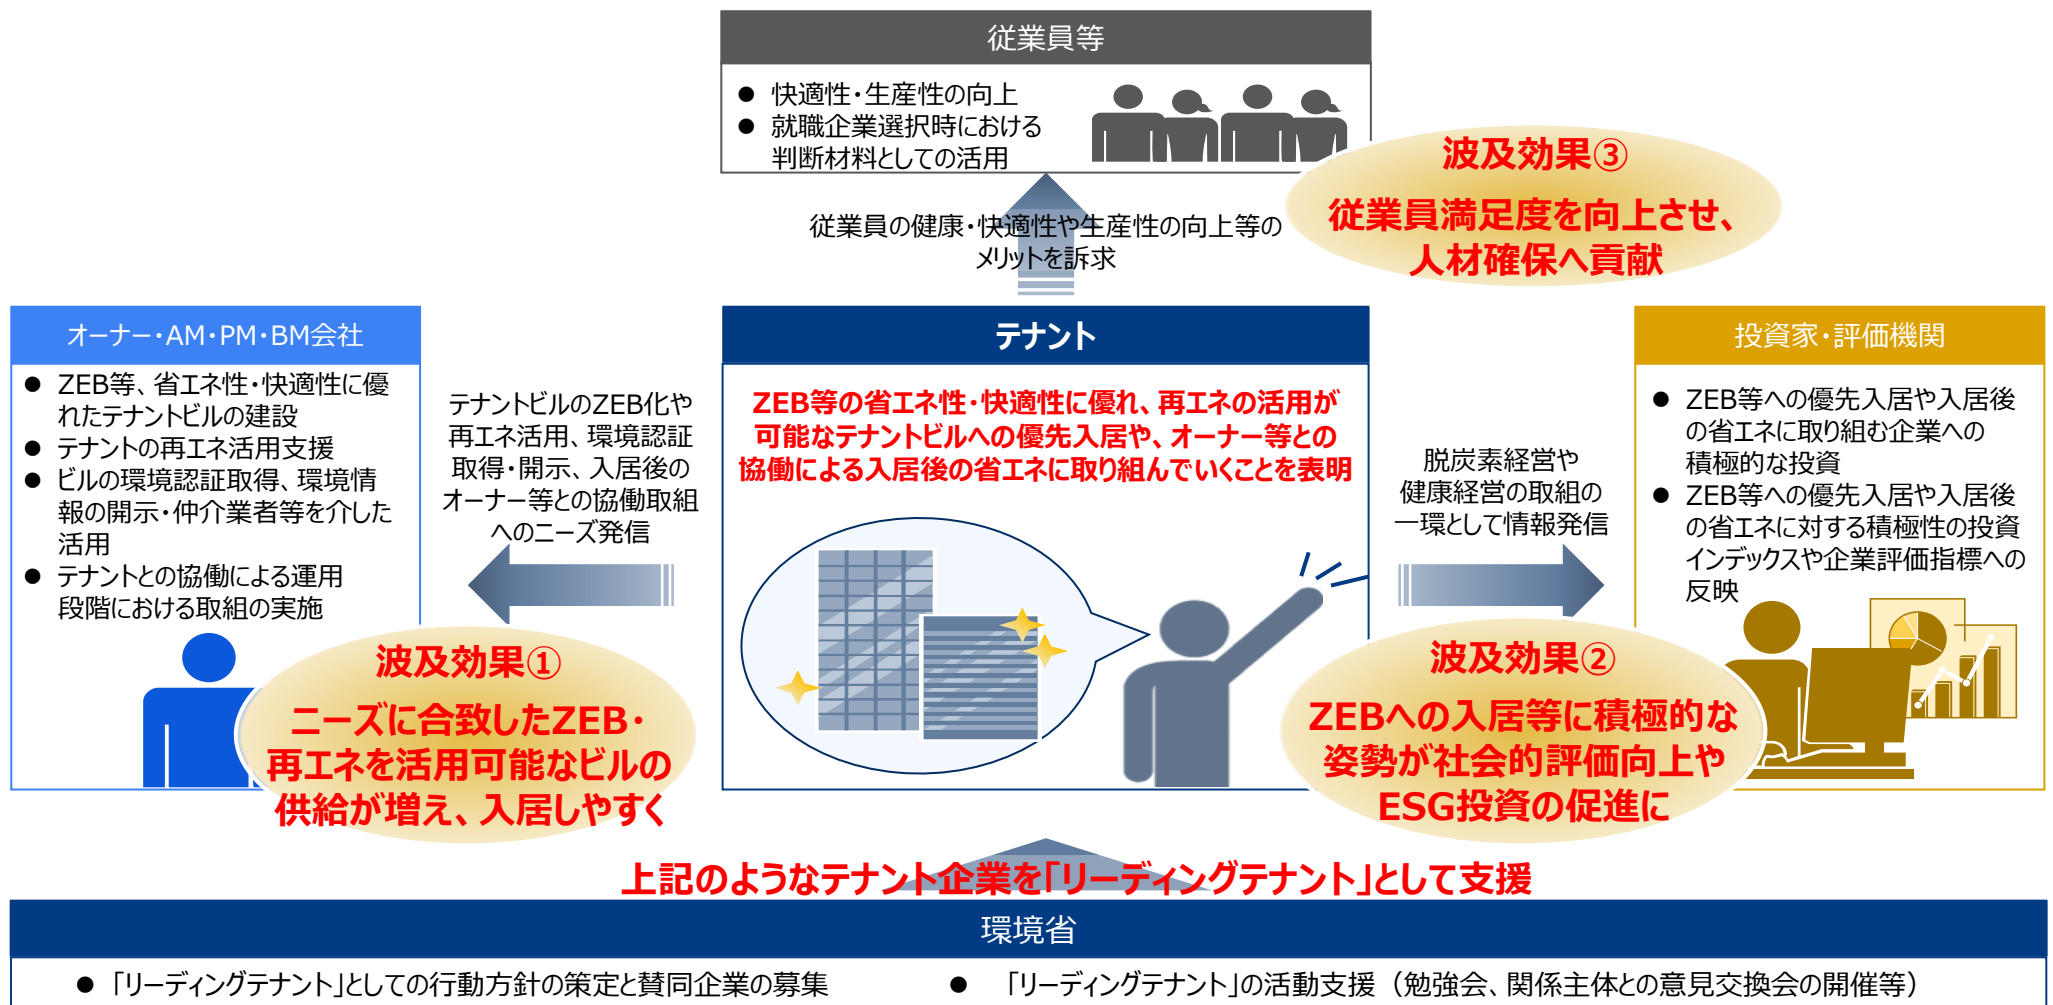 従業員等
● 快適性・生産性の向上
● 就職企業選択時における
判断材料としての活用
波及効果③
従業員満足度を向上させ、
人材確保へ貢献
従業員の健康・快適性や生産性の向上等の
メリットを訴求
オーナー・AM・PM・BM会社
● ZEB等、省エネ性・快適性に優
れたテナントビルの建設
● テナントの再エネ活用支援
● ビルの環境認証取得、環境情
報の開示・仲介業者等を介した
活用
● テナントとの協働による運用
段階における取組の実施
波及効果①
ニーズに合致したZEB・
再エネを活用可能なビルの
供給が増え、入居しやすく
テナントビルのZEB化や
再エネ活用、環境認証
取得・開示、入居後の
オーナー等との協働取組
へのニーズ発信
テナント
ZEB等の省エネ性・快適性に優れ、再エネの活用が
可能なテナントビルへの優先入居や、オーナー等との
協働による入居後の省エネに取り組んでいくことを表明
脱炭素経営や
健康経営の取組の
一環として情報発信
投資家・評価機関
● ZEB等への優先入居や入居後
の省エネに取り組む企業への
積極的な投資
● ZEB等への優先入居や入居後
の省エネに対する積極性の投資
インデックスや企業評価指標への
反映
波及効果②
ZEBへの入居等に積極的な
姿勢が社会的評価向上や
ESG投資の促進に
上記のようなテナント企業を「リーディングテナント」として支援
環境省
● 「リーディングテナント」としての行動方針の策定と賛同企業の募集
● 「リーディングテナント」の活動支援（勉強会、関係主体との意見交換会の開催等）